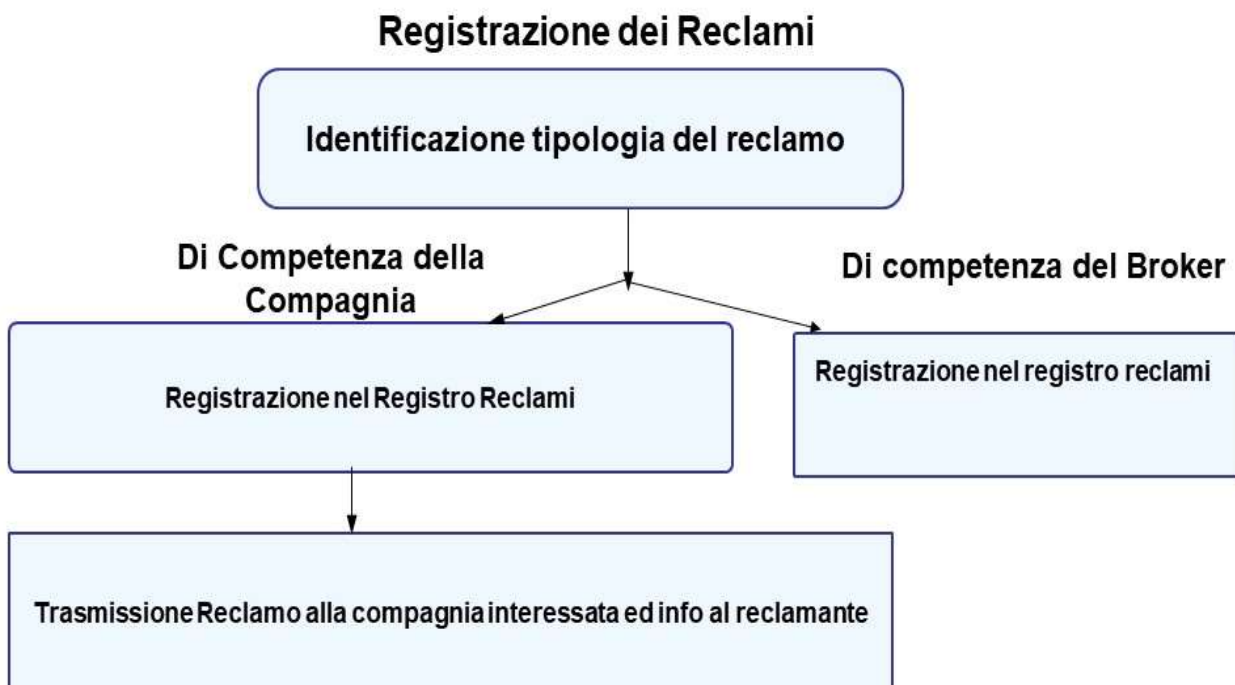 Registrazione dei Reclami
Identificazione tipologia del reclamo
Di Competenza della
Compagnia
Di competenza del Broker
Registrazione nel Registro Reclami
Registrazione nel registro reclami
Trasmissione Reclamo alla compagnia interessata ed info al reclamante